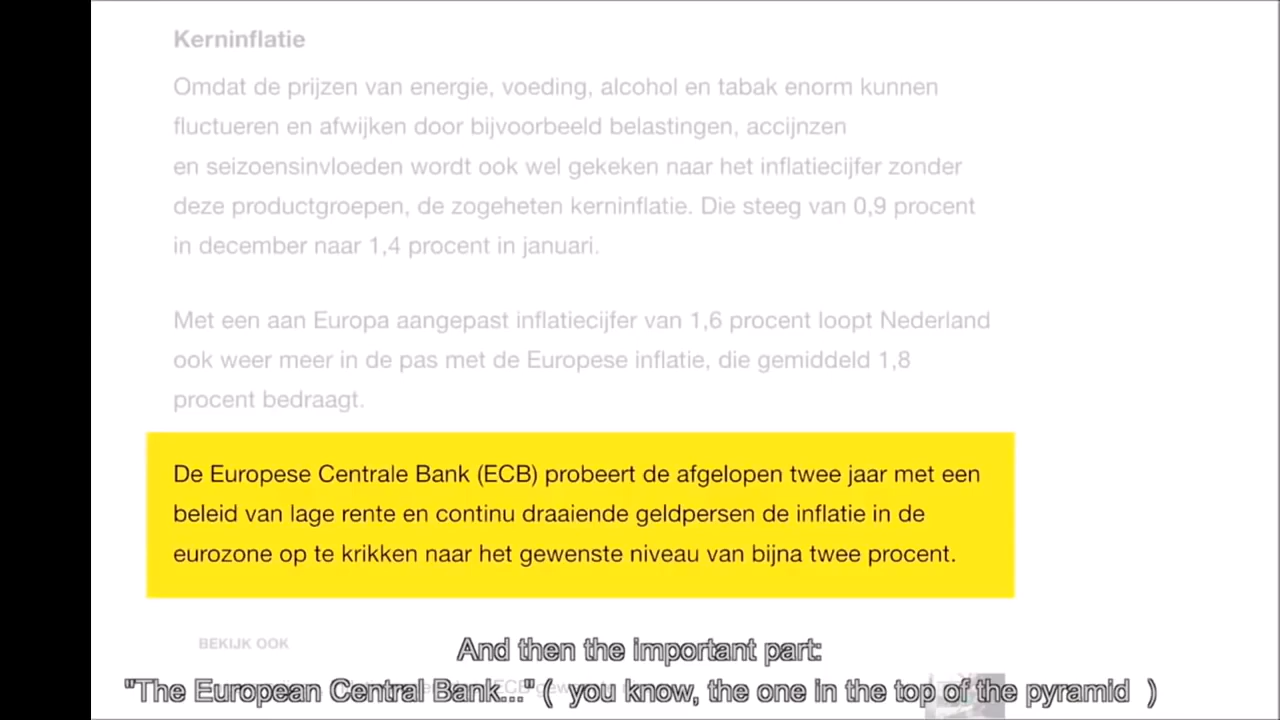 Kerninflatie
Omdat de prijzen van energie, voeding, alcohol en tabak enorm kunnen
fluctueren en afwijken door bijvoorbeeld belastingen, accijnzen
en seizoensinvloeden wordt ook wel gekeken naar het inflatiecijfer zonder
deze productgroepen, de zogeheten kerninflatie. Die steeg van 0,9 procent
in december naar 1,4 procent in januari.
Met een aan Europa aangepast inflatiecijfer van 1,6 procent loopt Nederland
ook weer meer in de pas met de Europese inflatie, die gemiddeld 1,8
procent bedraagt.
De Europese Centrale Bank (ECB) probeert de afgelopen twee jaar met een
beleid van lage rente en continu draaiende geldpersen de inflatie in de
eurozone op te krikken naar het gewenste niveau van bijna twee procent.
BEKIJK OOK
And then the important part:
"The European Central Bank..." ( you know, the one in the top of the pyramid )